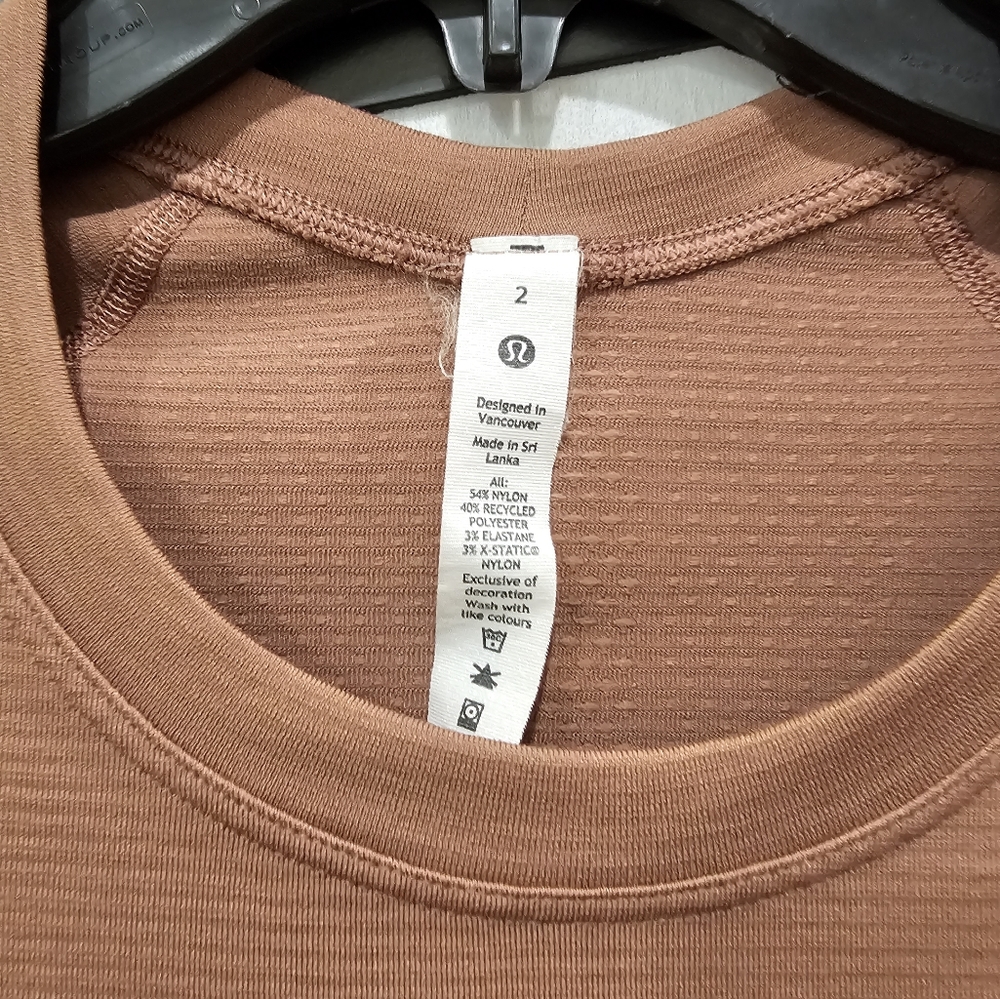 2
Designed in
Vancouver
Made in Sri
Lanka
All:
54% NYLON
40% RECYCLED
POLYESTER
3% ELASTANE
3% X-STATIC®
NYLON
Exclusive of
decoration
Wash with
like colours